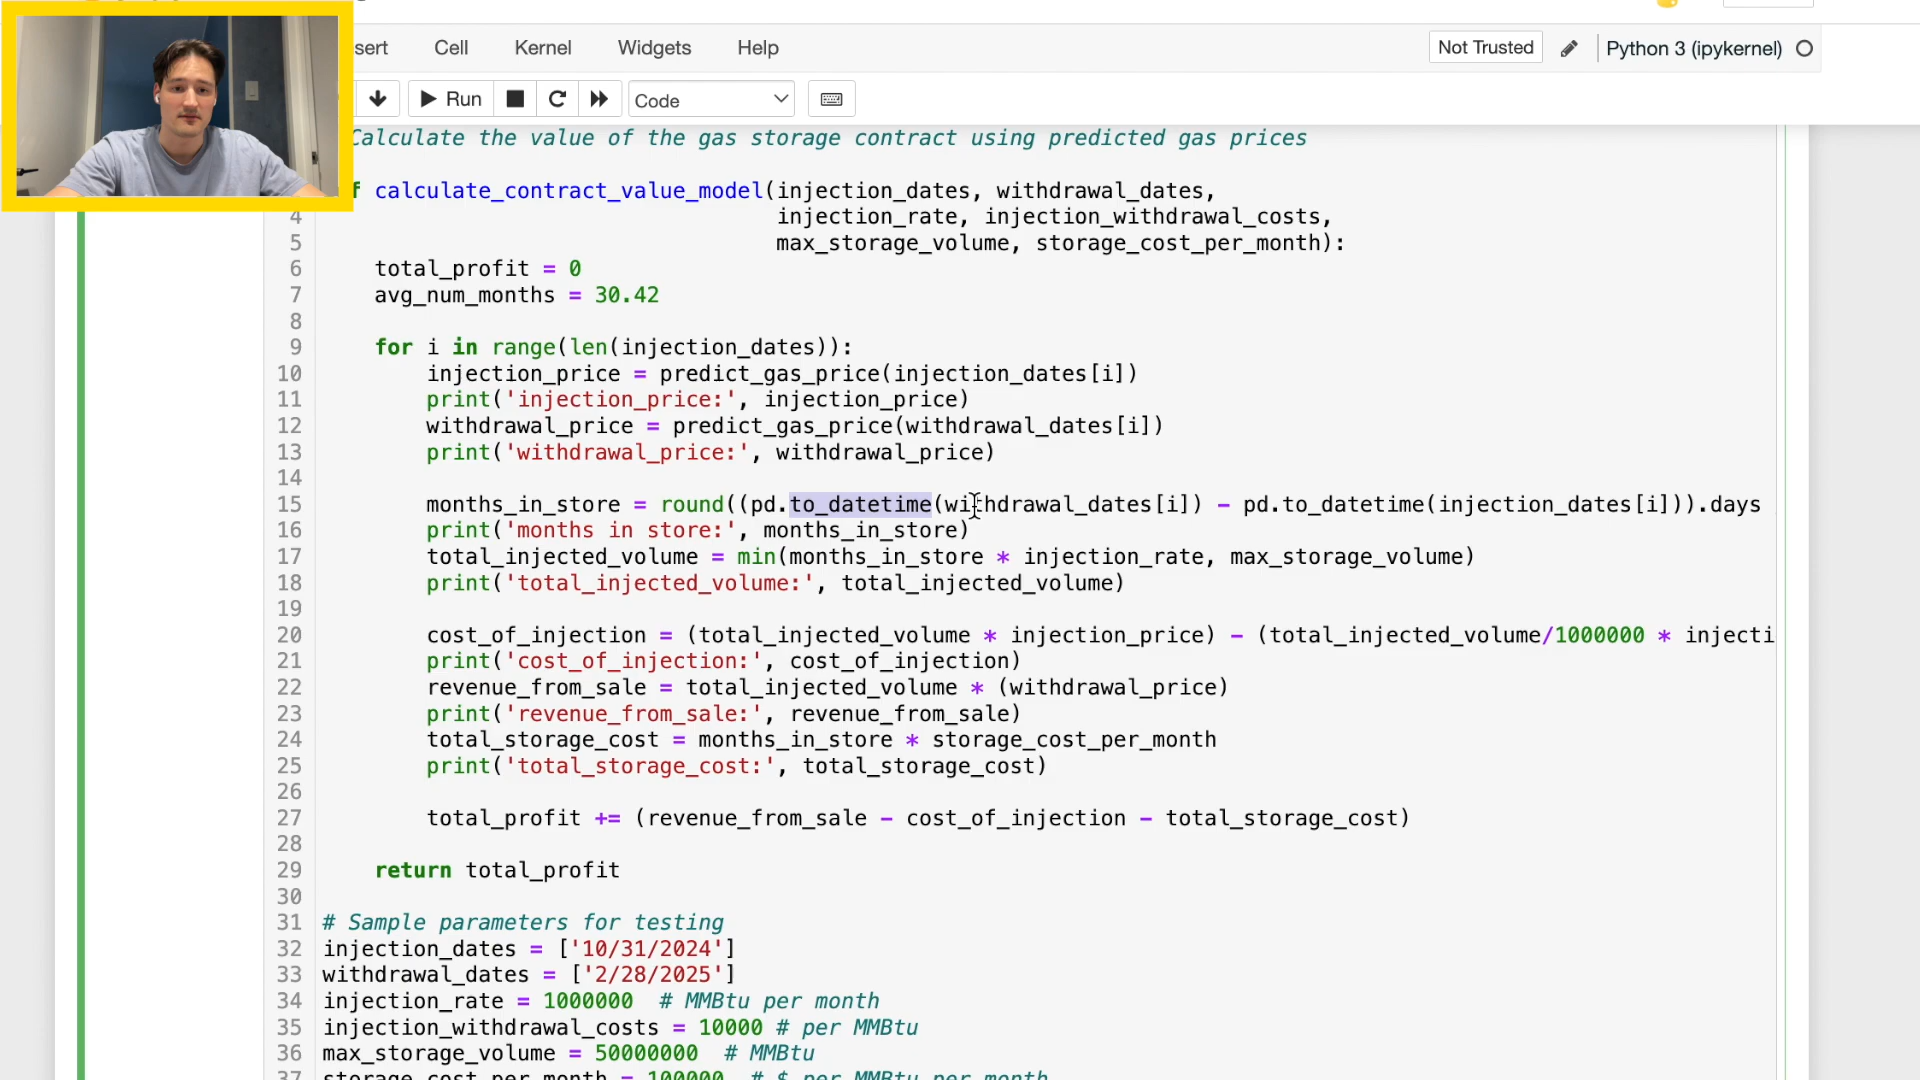 sert Cell Kernel Widgets Help Not Trusted Python 3 (ipykernel)
Run Code
Calculate the value of the gas storage contract using predicted gas prices
f calculate_contract_value_model(injection_dates, withdrawal_dates,
4 injection_rate, injection_withdrawal_costs,
5 max_storage_volume, storage_cost_per_month):
6 total_profit = 0
7 avg_num_months = 30.42
8
9 for i in range(len(injection_dates)):
10 injection_price = predict_gas_price(injection_dates[i])
11 print('injection_price:', injection_price)
12 withdrawal_price = predict_gas_price(withdrawal_dates[i])
13 print('withdrawal_price:', withdrawal_price)
14
15 months_in_store = round((pd.to_datetime(withdrawal_dates[i]) - pd.to_datetime(injection_dates[i])).days
16 print('months in store:', months_in_store)
17 total_injected_volume = min(months_in_store * injection_rate, max_storage_volume)
18 print('total_injected_volume:', total_injected_volume)
19
20 cost_of_injection = (total_injected_volume * injection_price) - (total_injected_volume/1000000 * injecti
21 print('cost_of_injection:', cost_of_injection)
22 revenue_from_sale = total_injected_volume * (withdrawal_price)
23 print('revenue_from_sale:', revenue_from_sale)
24 total_storage_cost = months_in_store * storage_cost_per_month
25 print('total_storage_cost:', total_storage_cost)
26
27 total_profit += (revenue_from_sale - cost_of_injection - total_storage_cost)
28
29 return total_profit
30
31 # Sample parameters for testing
32 injection_dates = ['10/31/2024']
33 withdrawal_dates = ['2/28/2025']
34 injection_rate = 1000000 # MMBtu per month
35 injection_withdrawal_costs = 10000 # per MMBtu
36 max_storage_volume = 50000000 # MMBtu
37 storage_cost_per_month = 100000 # $ per MMBtu per month